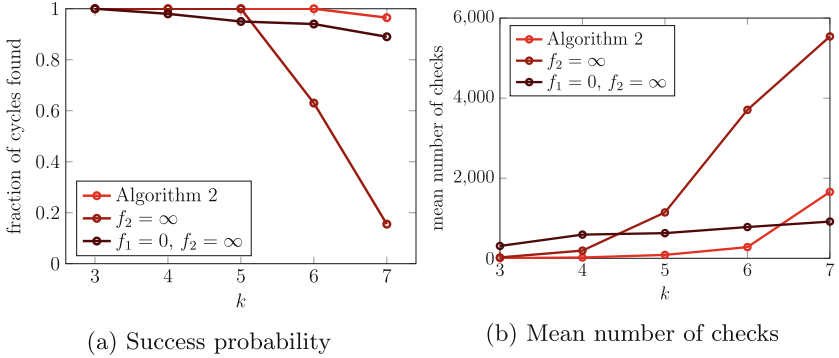 fraction of cycles found
1
0.8
0.6
0.4
0.2
0
Algorithm 2
f₂ = ∞
f₁ = 0, f₂ = ∞
3 4 5 6 7
k
(a) Success probability
mean number of checks
6,000
4,000
2,000
0
Algorithm 2
f₂ = ∞
f₁ = 0, f₂ = ∞
3 4 5 6 7
k
(b) Mean number of checks